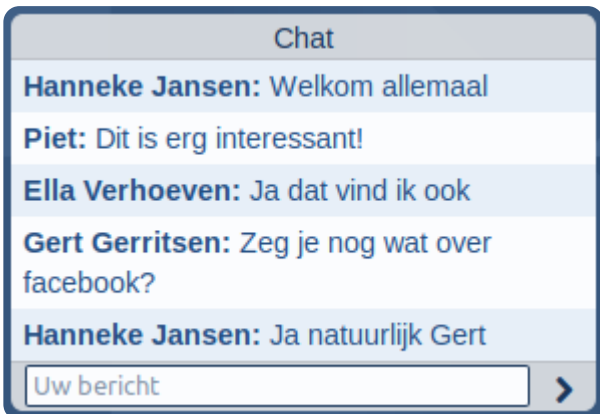 Chat
Hanneke Jansen: Welkom allemaal
Piet: Dit is erg interessant!
Ella Verhoeven: Ja dat vind ik ook
Gert Gerritsen: Zeg je nog wat over
facebook?
Hanneke Jansen: Ja natuurlijk Gert
Uw bericht